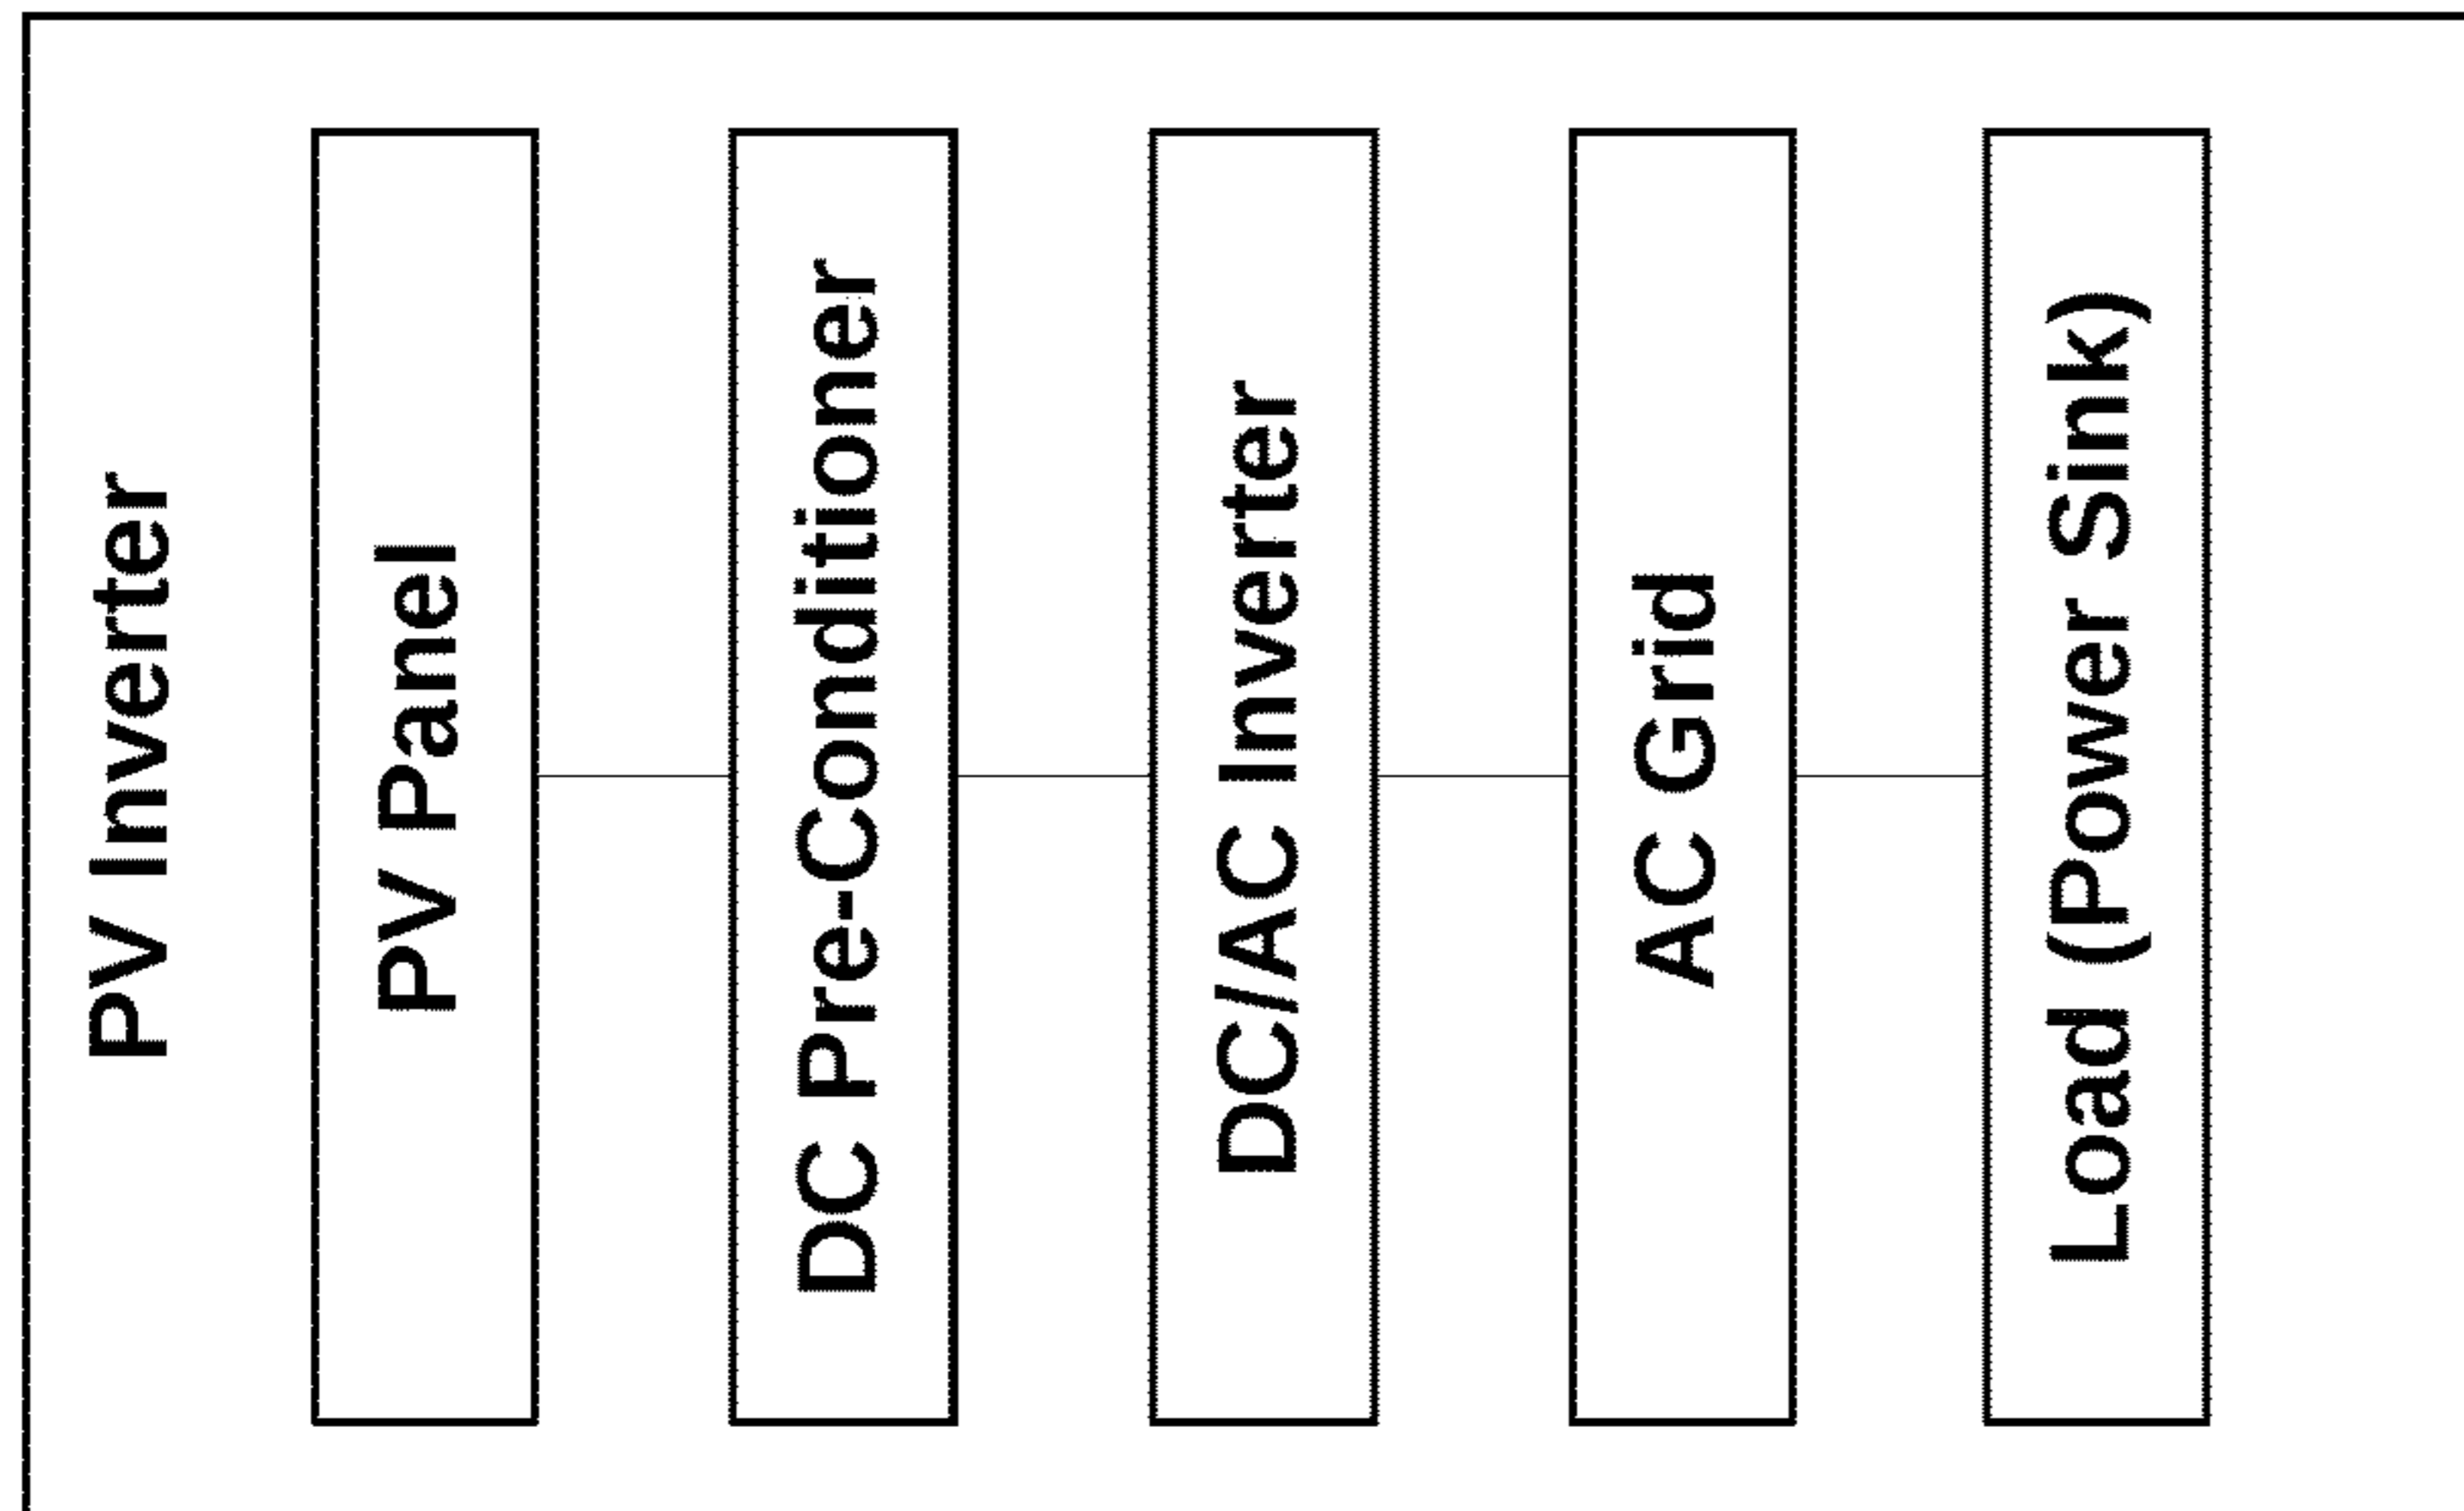 PV Inverter
PV Panel
DC Pre-Conditioner
DC/AC Inverter
AC Grid
Load (Power Sink)